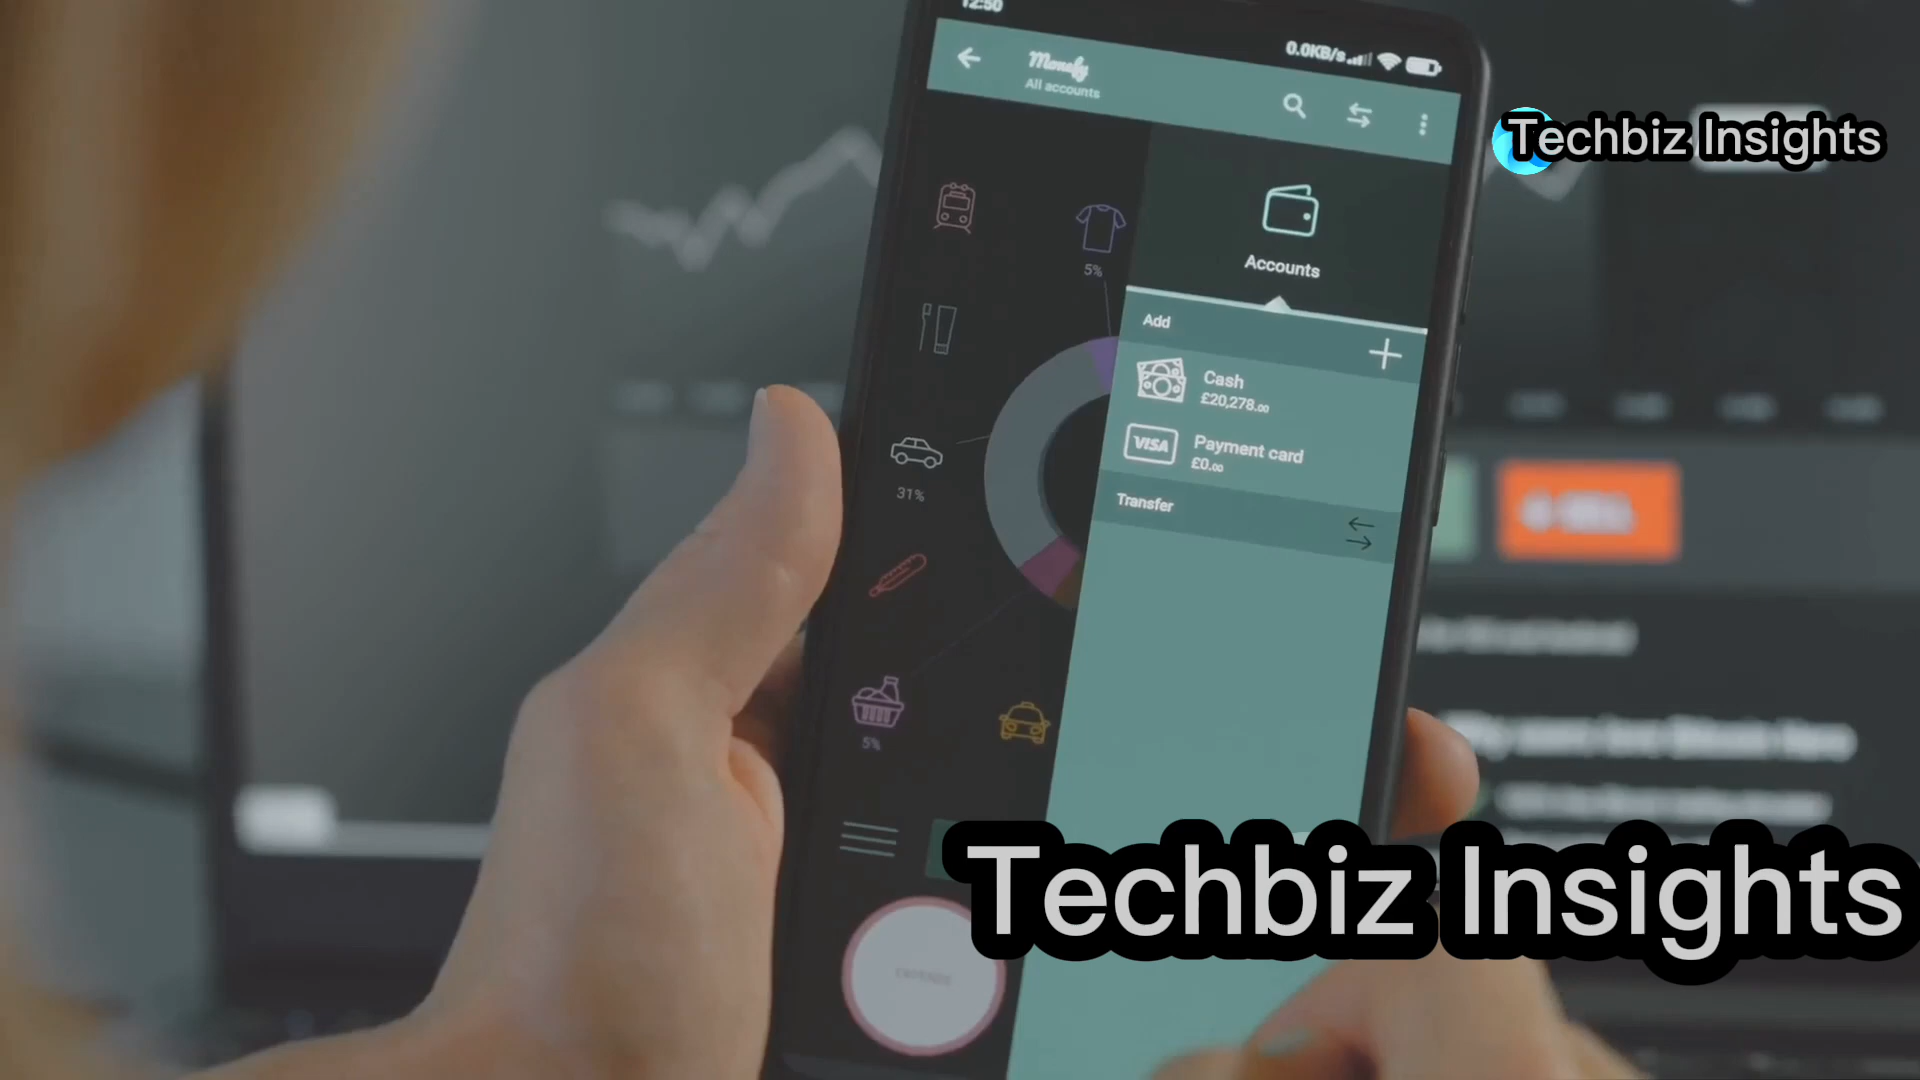 12:50
0.0KB/s
Monefy
All accounts
Techbiz Insights
5%
Accounts
Add
Cash
£20,278.00
VISA
Payment card
£0.00
31%
Transfer
5%
Techbiz Insights